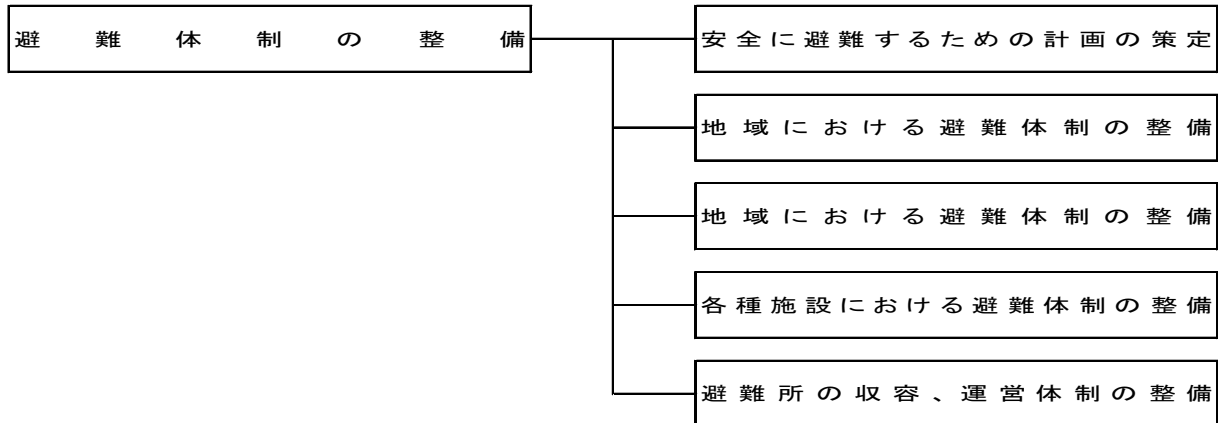 避難体制の整備
安全に避難するための計画の策定
地域における避難体制の整備
地域における避難体制の整備
各種施設における避難体制の整備
避難所の収容、運営体制の整備